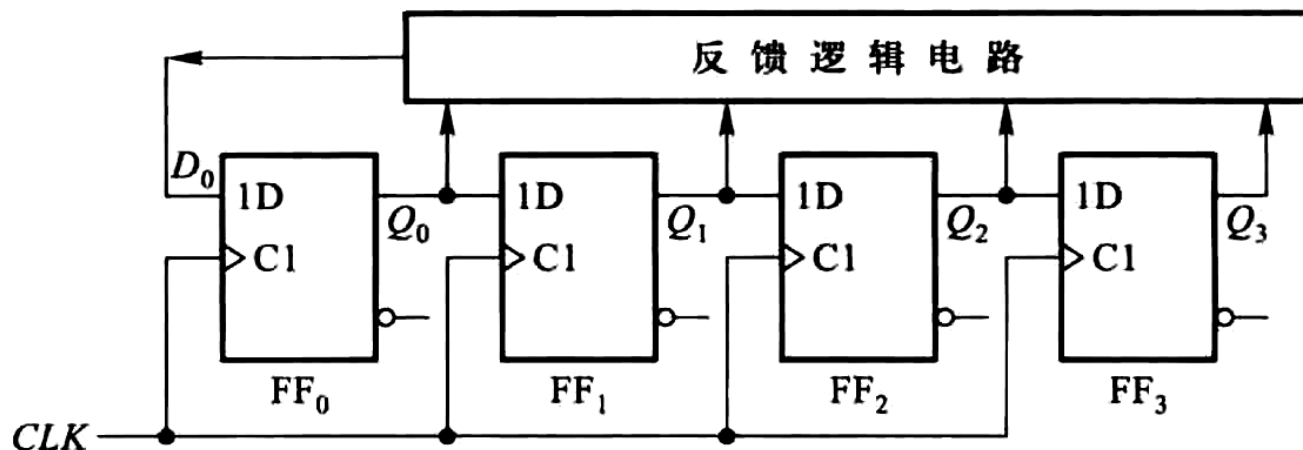 反馈逻辑电路
D₀ 1D Q₀ 1D Q₁ 1D Q₂ 1D Q₃
C1 C1 C1 C1
FF₀ FF₁ FF₂ FF₃
CLK